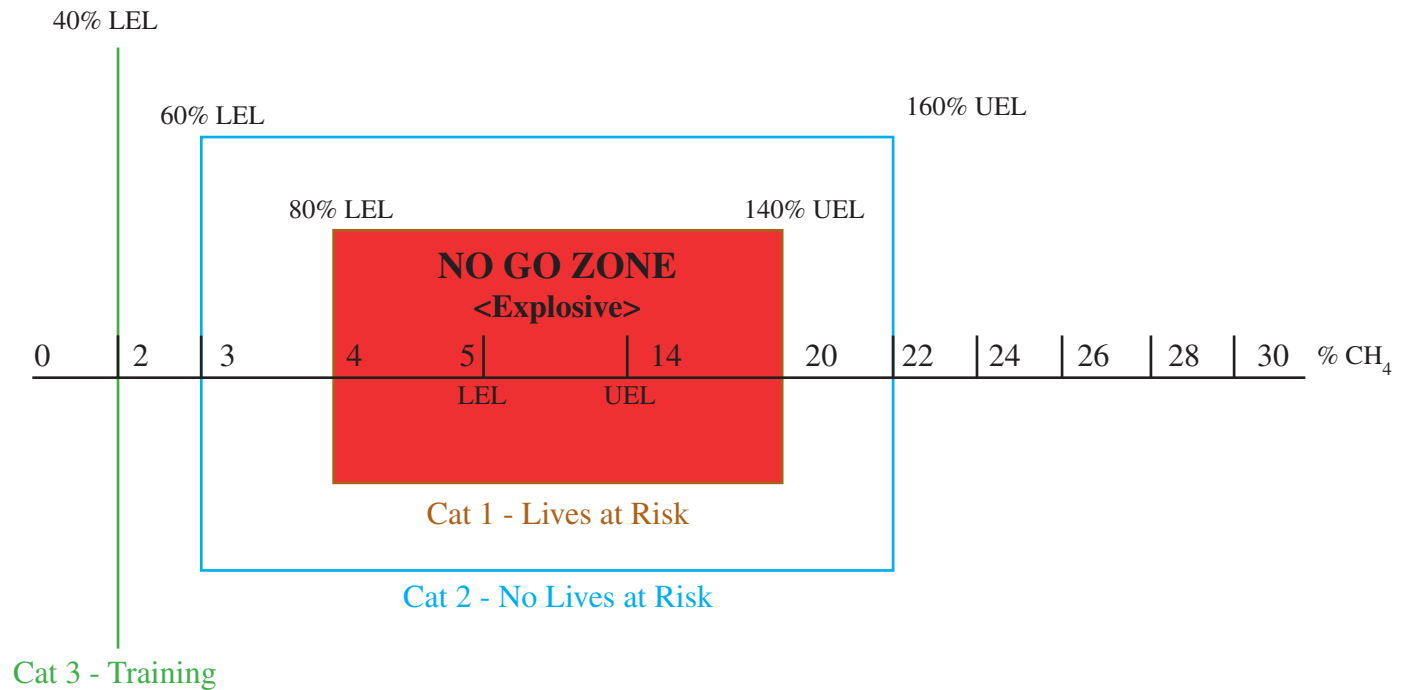 40% LEL
60% LEL
160% UEL
80% LEL
140% UEL
NO GO ZONE
<Explosive>
0 2 3 4 5 14 20 22 24 26 28 30 % CH₄
LEL UEL
Cat 1 - Lives at Risk
Cat 2 - No Lives at Risk
Cat 3 - Training